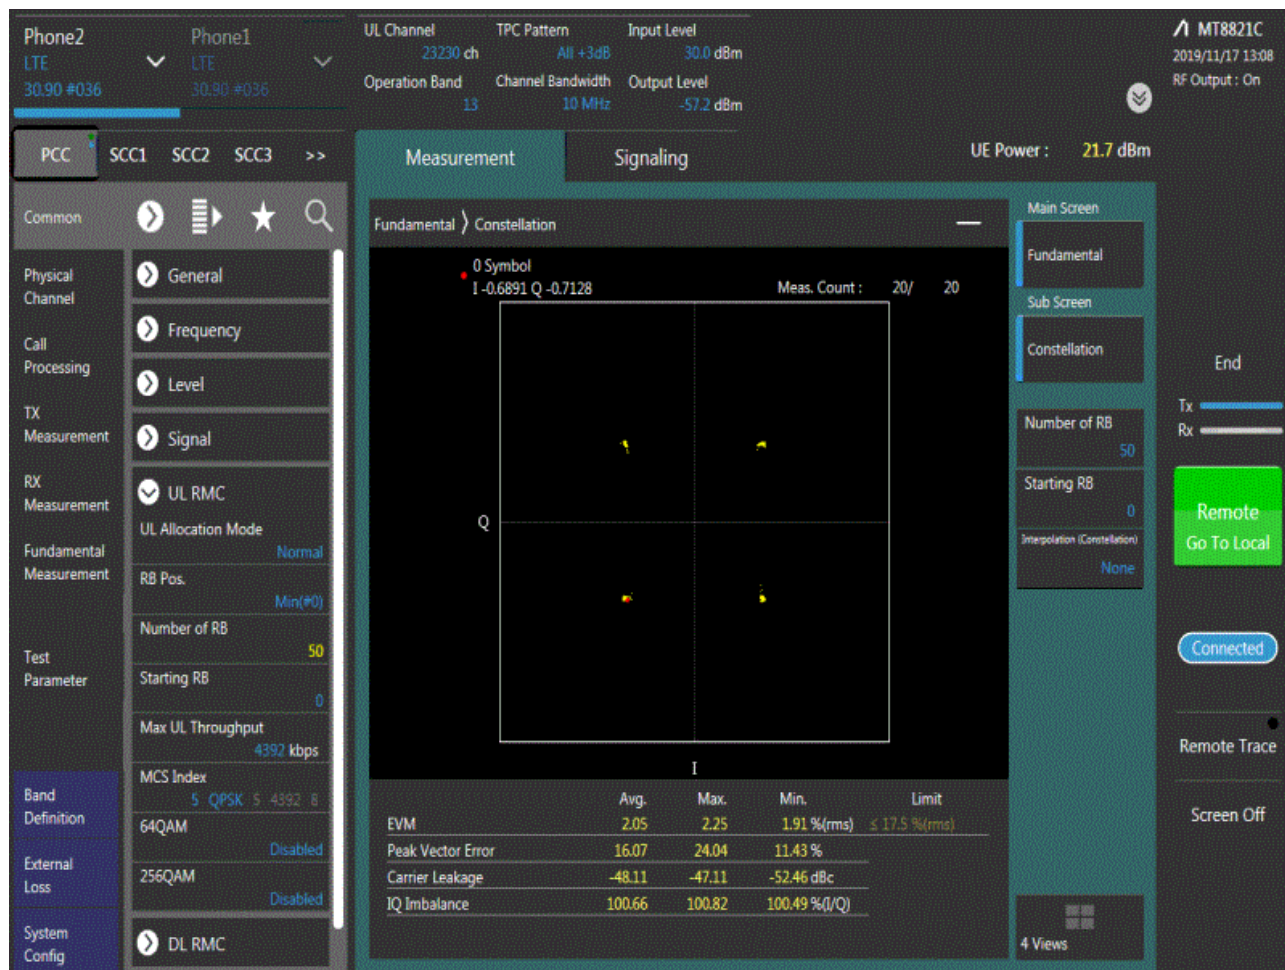 Phone2
LTE
30.90 #036
Phone1
LTE
30.90 #036
UL Channel
23230 ch
TPC Pattern
All +3dB
Input Level
30.0 dBm
Operation Band
13
Channel Bandwidth
10 MHz
Output Level
-57.2 dBm
MT8821C
2019/11/17 13:08
RF Output : On
PCC SCC1 SCC2 SCC3 >>
Measurement
Signaling
UE Power : 21.7 dBm
Common
Physical
Channel
Call
Processing
TX
Measurement
RX
Measurement
Fundamental
Measurement
Test
Parameter
Band
Definition
External
Loss
System
Config
General
Frequency
Level
Signal
UL RMC
UL Allocation Mode
Normal
RB Pos.
Min(#0)
Number of RB
50
Starting RB
0
Max UL Throughput
4392 kbps
MCS Index
5 QPSK 5 4392 8
64QAM
Disabled
256QAM
Disabled
DL RMC
Fundamental 〉 Constellation
0 Symbol
I -0.6891 Q -0.7128
Meas. Count : 20/ 20
Q
I
Avg. Max. Min. Limit
EVM 2.05 2.25 1.91 %(rms) ≤ 17.5 %(rms)
Peak Vector Error 16.07 24.04 11.43 %
Carrier Leakage -48.11 -47.11 -52.46 dBc
IQ Imbalance 100.66 100.82 100.49 %(I/Q)
Main Screen
Fundamental
Sub Screen
Constellation
Number of RB
50
Starting RB
0
Interpolation (Constellation)
None
4 Views
End
Tx
Rx
Remote
Go To Local
Connected
Remote Trace
Screen Off